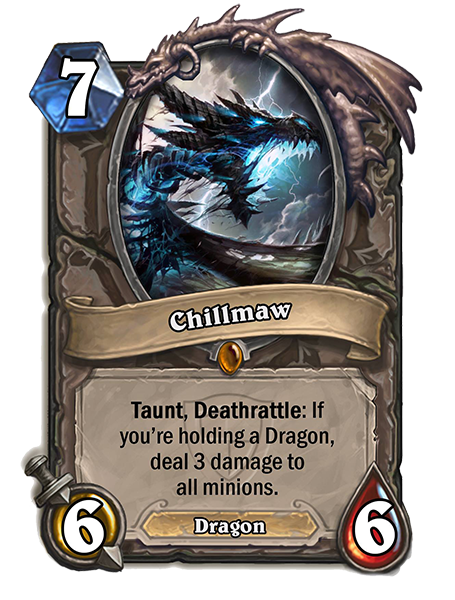 7
Chillmaw
Taunt, Deathrattle: If
you're holding a Dragon,
deal 3 damage to
all minions.
6
Dragon
6